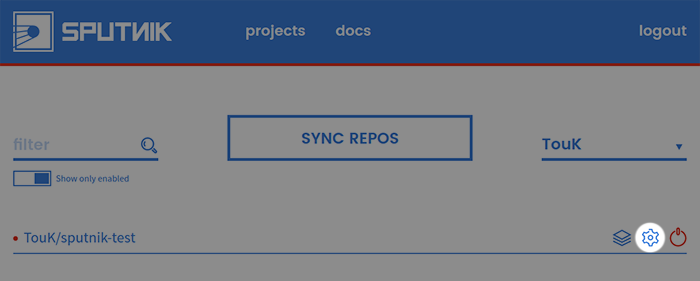 SPUTNIK projects docs logout
filter SYNC REPOS TouK
Show only enabled
TouK/sputnik-test